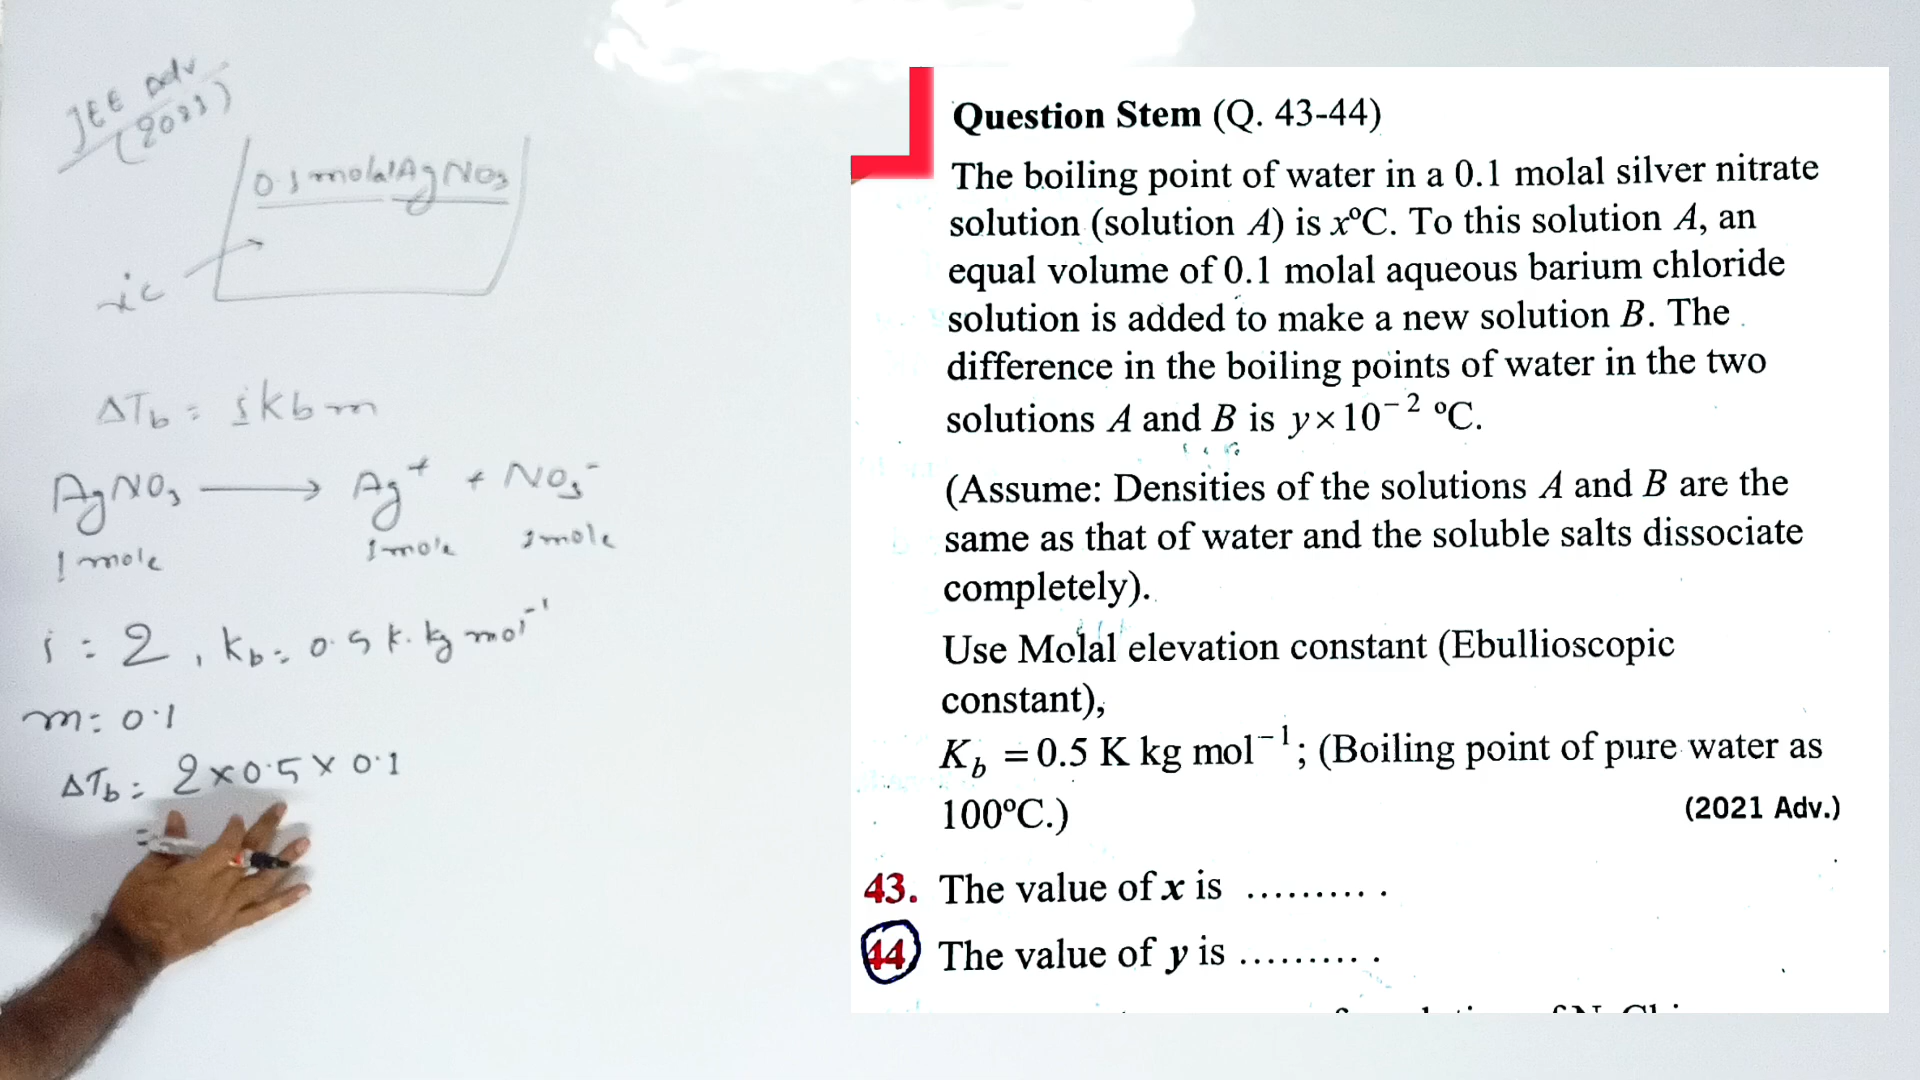 JEE Adv
(2021)
0.1 molal AgNO₃
ΔTb = i kb m
AgNO₃ ⟶ Ag⁺ + NO₃⁻
1 mole 1 mole 1 mole
i = 2 , Kb = 0.5 k. kg mol⁻¹
m = 0.1
ΔTb = 2 × 0.5 × 0.1
=
Question Stem (Q. 43-44)
The boiling point of water in a 0.1 molal silver nitrate
solution (solution A) is x°C. To this solution A, an
equal volume of 0.1 molal aqueous barium chloride
solution is added to make a new solution B. The
difference in the boiling points of water in the two
solutions A and B is y × 10⁻² °C.
(Assume: Densities of the solutions A and B are the
same as that of water and the soluble salts dissociate
completely).
Use Molal elevation constant (Ebullioscopic
constant),
K_b = 0.5 K kg mol⁻¹; (Boiling point of pure water as
100°C.) (2021 Adv.)
43. The value of x is ......... .
44. The value of y is ......... .